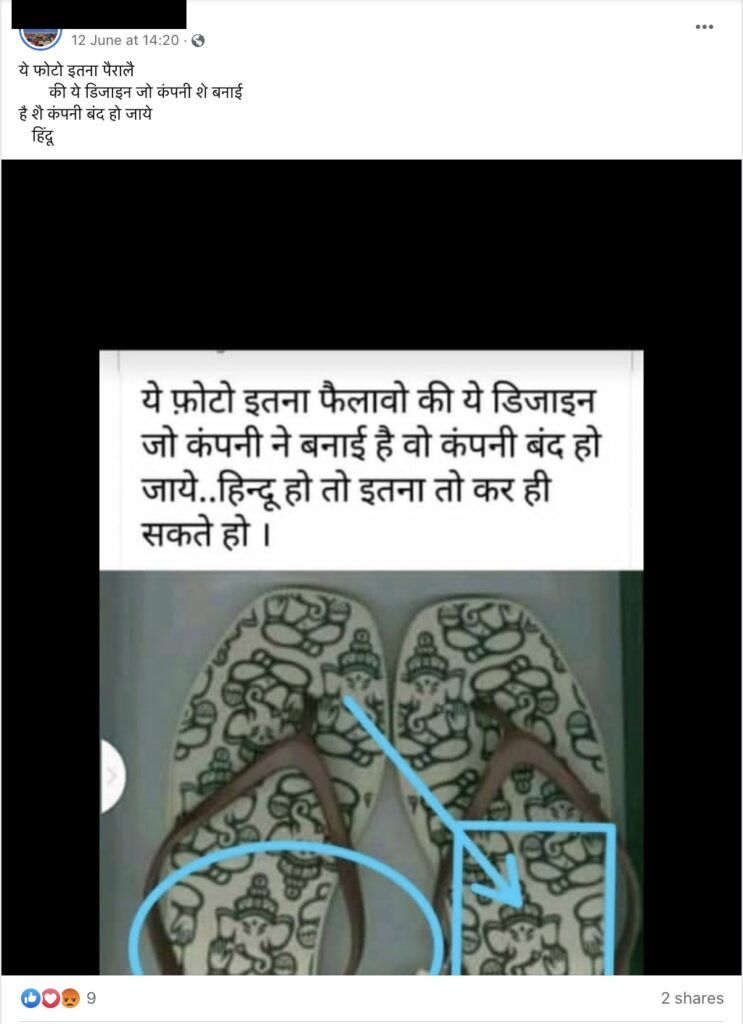 12 June at 14:20 ·
ये फोटो इतना पैरालै
की ये डिजाइन जो कंपनी शे बनाई
है शै कंपनी बंद हो जाये
हिंदू
ये फ़ोटो इतना फैलावो की ये डिजाइन
जो कंपनी ने बनाई है वो कंपनी बंद हो
जाये..हिन्दू हो तो इतना तो कर ही
सकते हो ।
9
2 shares